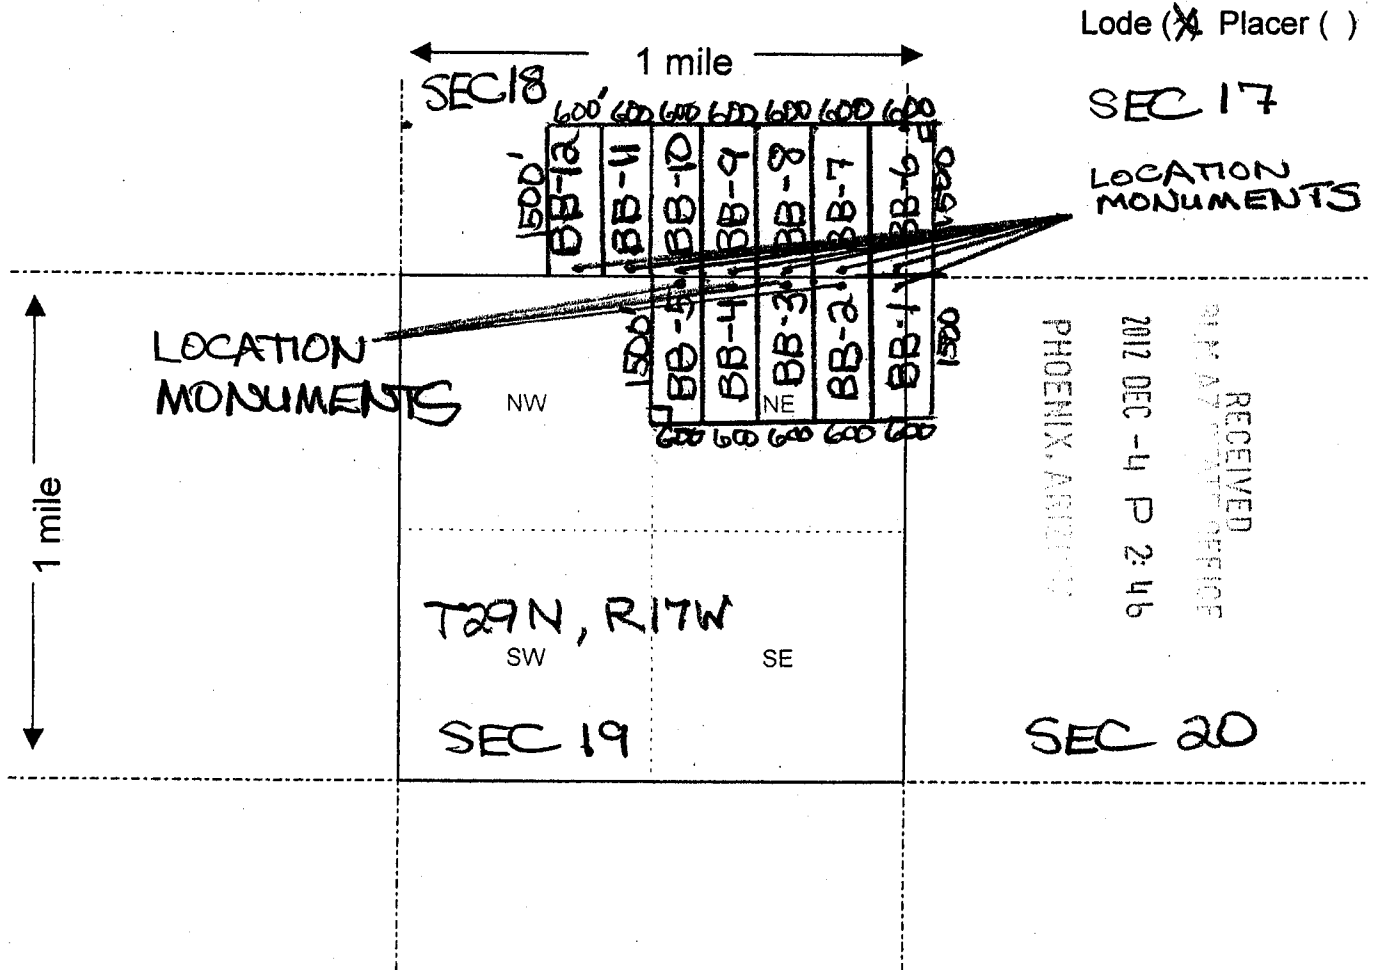 Lode (X) Placer ( )
1 mile
SEC 18
SEC 17
600' 600 600 600 600 600 600
1500'
BB-12
BB-11
BB-10
BB-9
BB-8
BB-7
BB-6
1500
LOCATION
MONUMENTS
LOCATION
MONUMENTS
1500'
BB-5
BB-4
BB-3
BB-2
BB-1
1500
NW
NE
600 600 600 600 600
1 mile
RECEIVED
OFFICE
2012 DEC -4 P 2:46
PHOENIX,
T29N, R17W
SW
SE
SEC 19
SEC 20